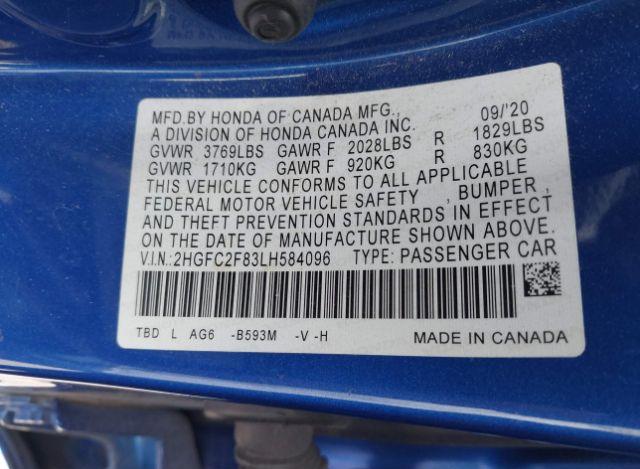 MFD.BY HONDA OF CANADA MFG., 09/'20
A DIVISION OF HONDA CANADA INC.
GVWR 3769LBS GAWR F 2028LBS R 1829LBS
GVWR 1710KG GAWR F 920KG R 830KG
THIS VEHICLE CONFORMS TO ALL APPLICABLE
FEDERAL MOTOR VEHICLE SAFETY , BUMPER ,
AND THEFT PREVENTION STANDARDS IN EFFECT
ON THE DATE OF MANUFACTURE SHOWN ABOVE.
V.I.N.:2HGFC2F83LH584096 TYPE:PASSENGER CAR
TBD L AG6 -B593M -V -H MADE IN CANADA